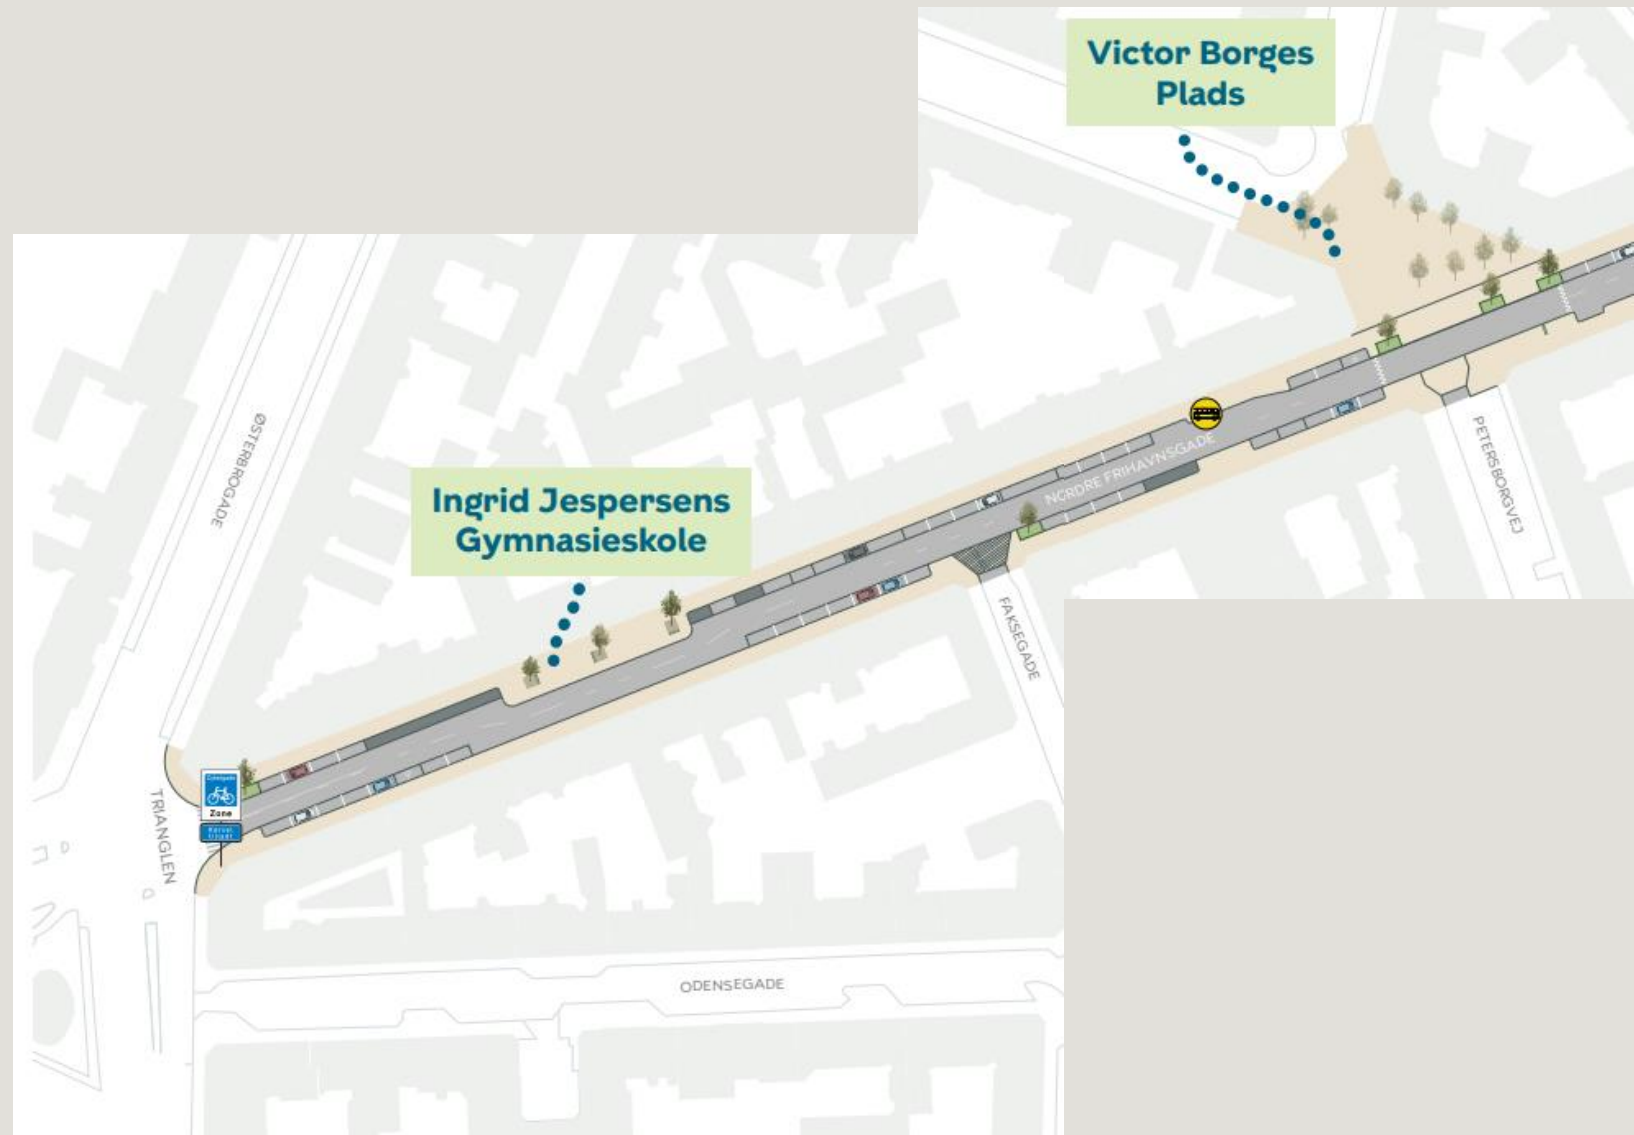 Victor Borges
Plads
Ingrid Jespersens
Gymnasieskole
ØSTERBROGADE
NORDRE FRIHAVNSGADE
PETERSBORGVEJ
FAKSEGADE
TRIANGLEN
Zone
ODENSEGADE